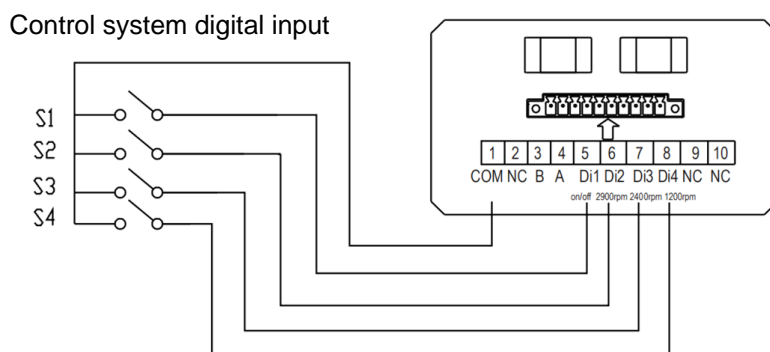 Control system digital input
S1
S2
S3
S4
1 2 3 4 5 6 7 8 9 10
COM NC B A Di1 Di2 Di3 Di4 NC NC
on/off 2900rpm 2400rpm 1200rpm